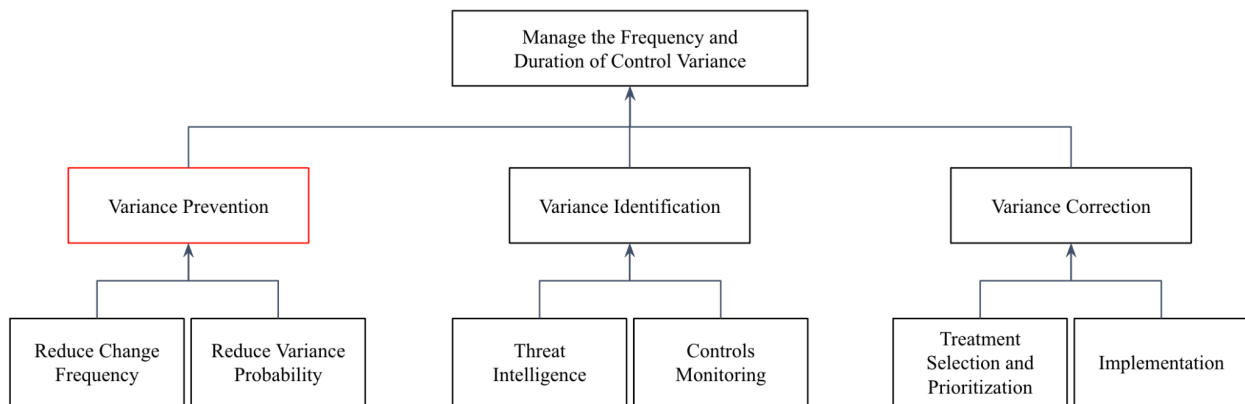 Manage the Frequency and
Duration of Control Variance
Variance Prevention
Variance Identification
Variance Correction
Reduce Change
Frequency
Reduce Variance
Probability
Threat
Intelligence
Controls
Monitoring
Treatment
Selection and
Prioritization
Implementation